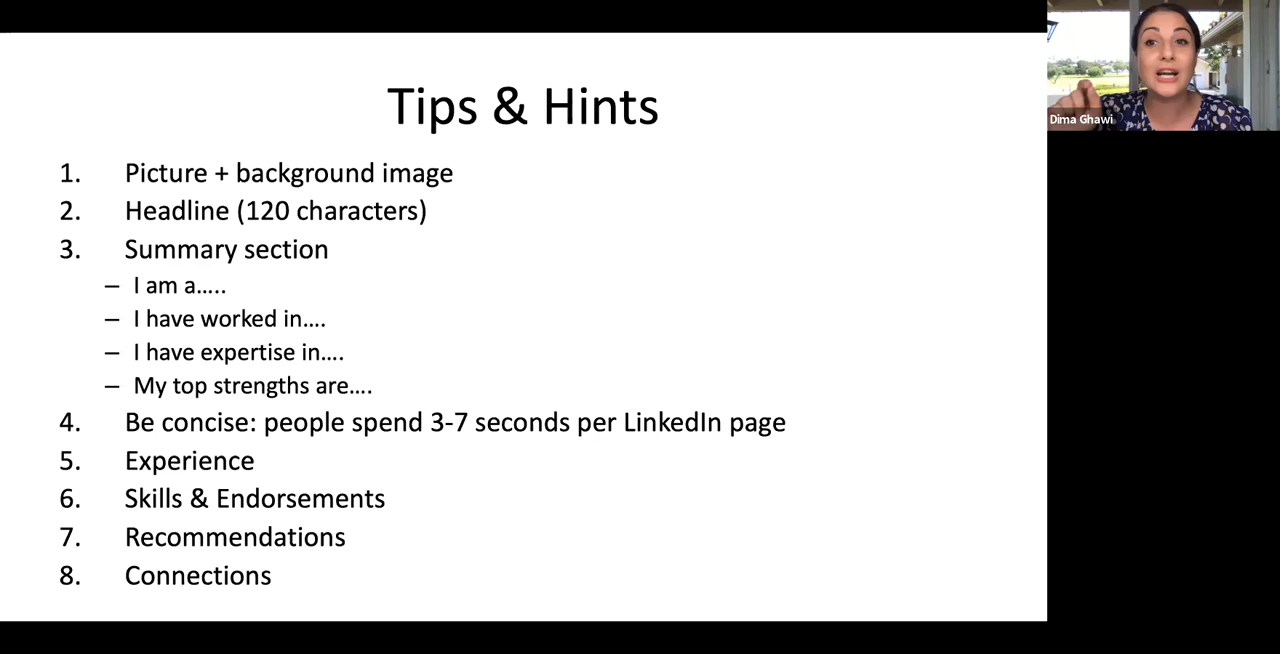 Tips & Hints
1. Picture + background image
2. Headline (120 characters)
3. Summary section
– I am a.....
– I have worked in....
– I have expertise in....
– My top strengths are....
4. Be concise: people spend 3-7 seconds per LinkedIn page
5. Experience
6. Skills & Endorsements
7. Recommendations
8. Connections
Dima Ghawi